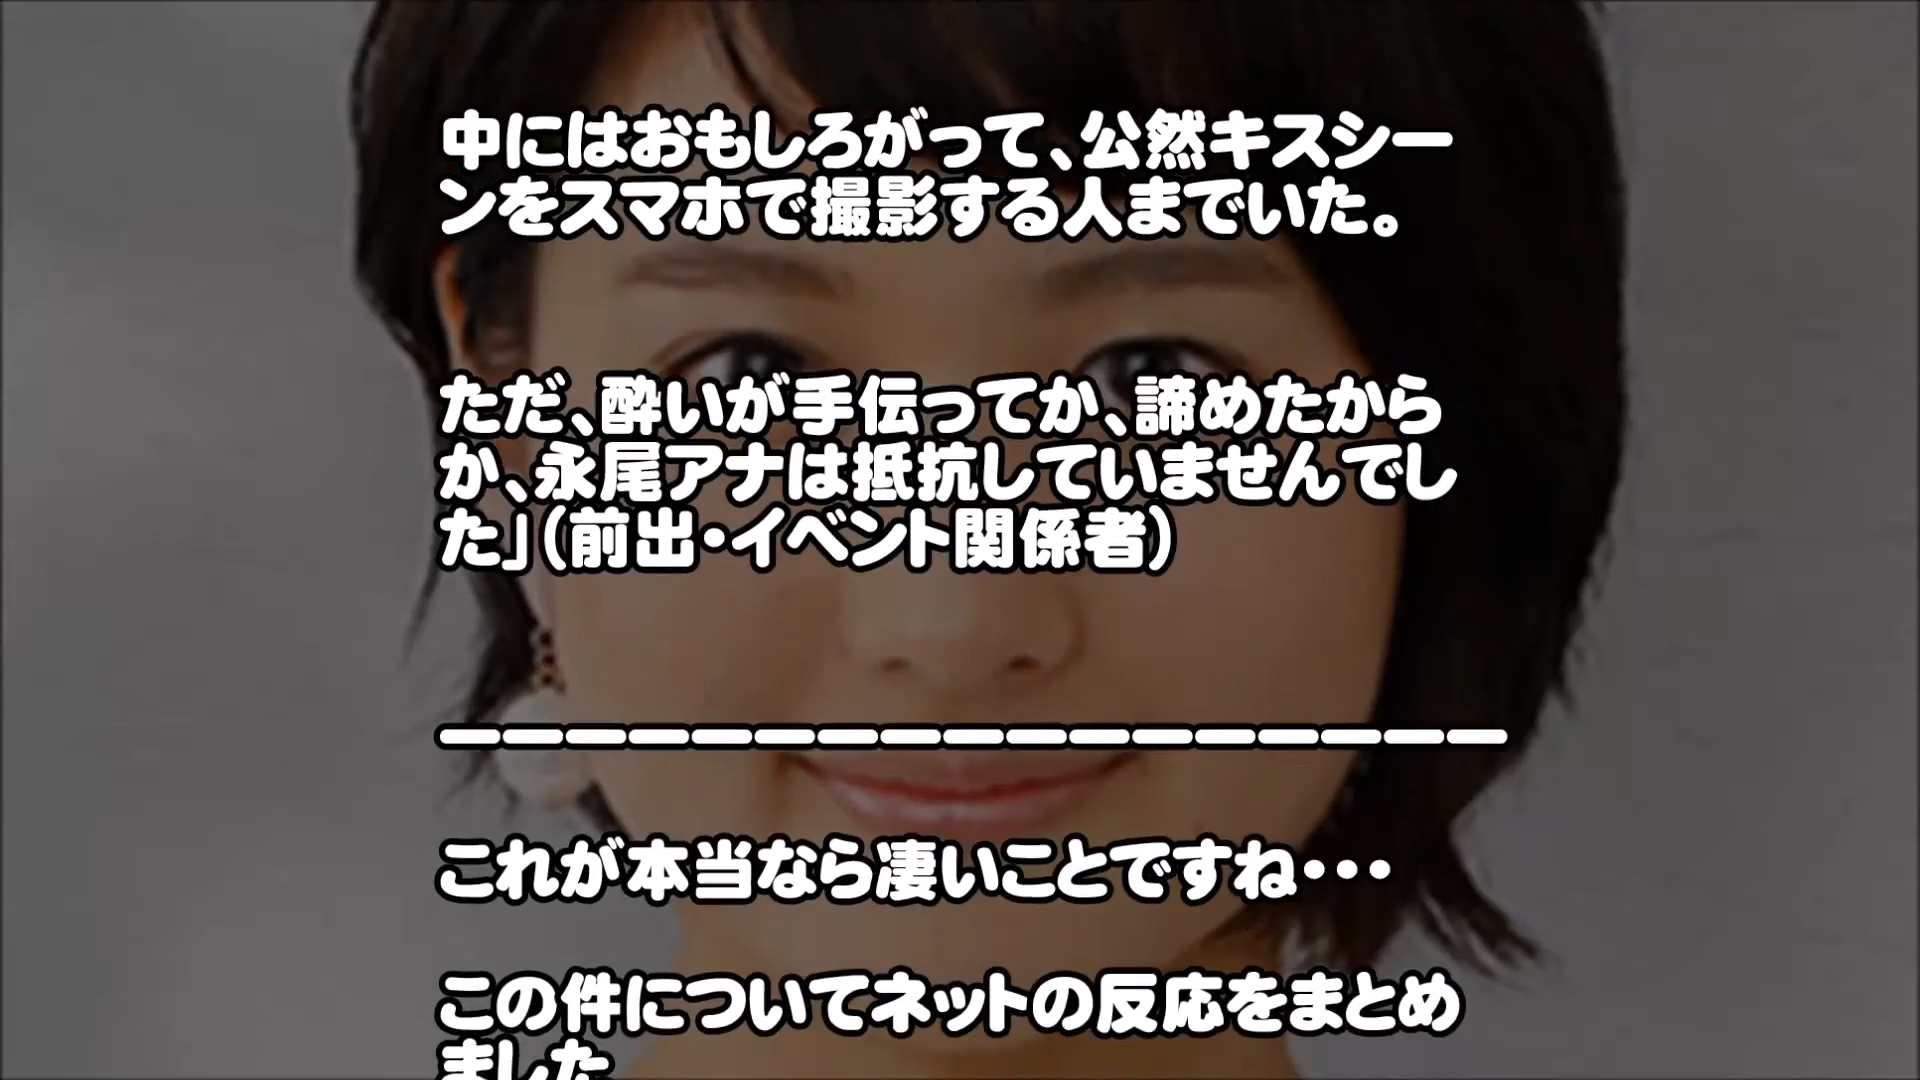 中にはおもしろがって、公然キスシー
ンをスマホで撮影する人までいた。
ただ、酔いが手伝ってか、諦めたから
か、永尾アナは抵抗していませんでし
た」（前出・イベント関係者）
ーーーーーーーーーーーーーーーーー
これが本当なら凄いことですね・・・
この件についてネットの反応をまとめ
ました